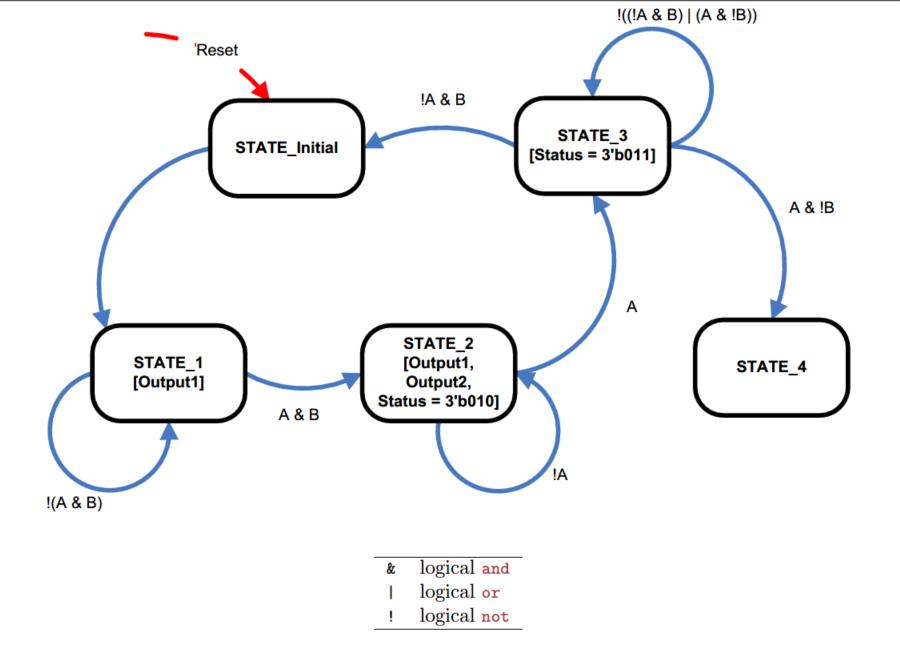 !((!A & B) | (A & !B))
'Reset
!A & B
STATE_Initial
STATE_3
[Status = 3'b011]
A & !B
A
STATE_1
[Output1]
STATE_2
[Output1,
Output2,
Status = 3'b010]
STATE_4
A & B
!A
!(A & B)
& logical and
| logical or
! logical not